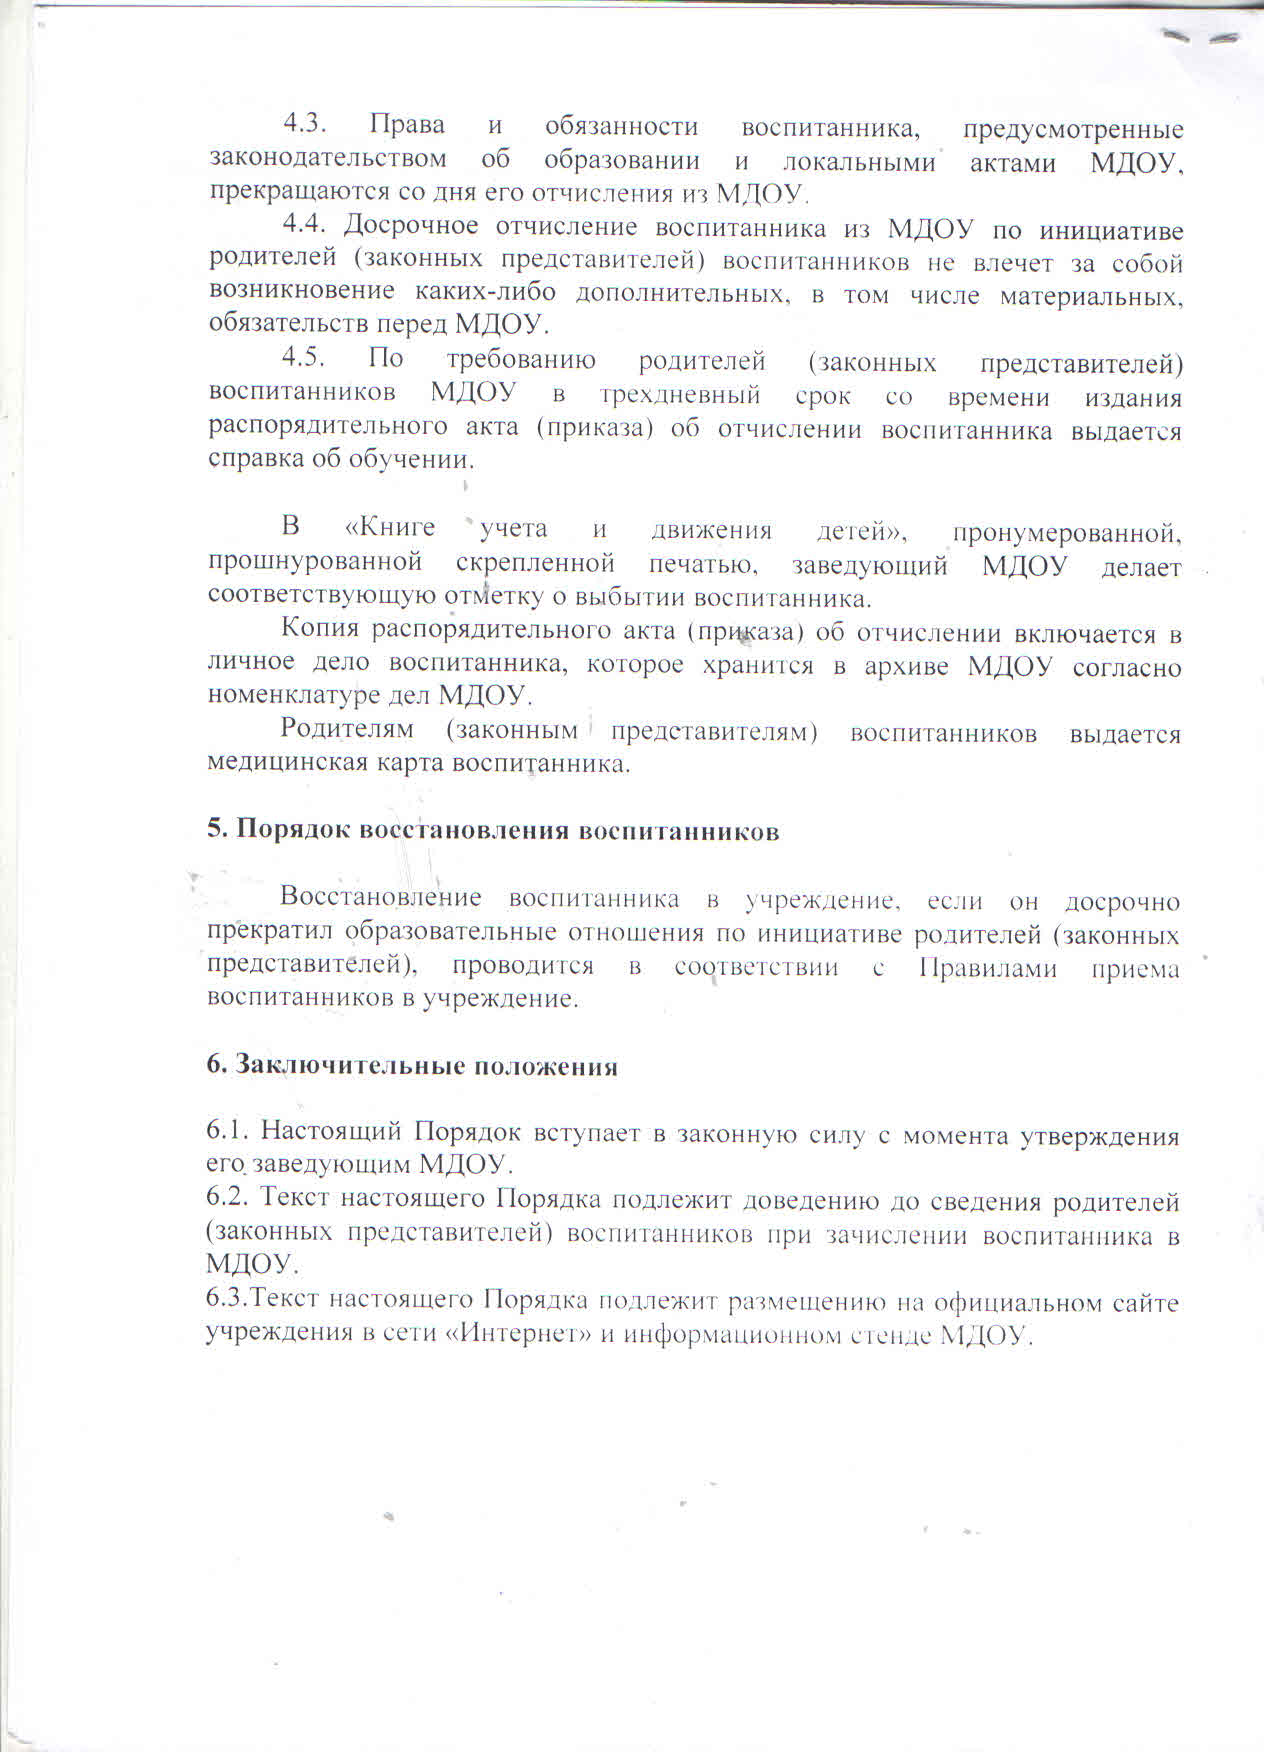 4.3. Права и обязанности воспитанника, предусмотренные
законодательством об образовании и локальными актами МДОУ,
прекращаются со дня его отчисления из МДОУ.
4.4. Досрочное отчисление воспитанника из МДОУ по инициативе
родителей (законных представителей) воспитанников не влечет за собой
возникновение каких-либо дополнительных, в том числе материальных,
обязательств перед МДОУ.
4.5. По требованию родителей (законных представителей)
воспитанников МДОУ в трехдневный срок со времени издания
распорядительного акта (приказа) об отчислении воспитанника выдается
справка об обучении.
В «Книге учета и движения детей», пронумерованной,
прошнурованной скрепленной печатью, заведующий МДОУ делает
соответствующую отметку о выбытии воспитанника.
Копия распорядительного акта (приказа) об отчислении включается в
личное дело воспитанника, которое хранится в архиве МДОУ согласно
номенклатуре дел МДОУ.
Родителям (законным представителям) воспитанников выдается
медицинская карта воспитанника.
5. Порядок восстановления воспитанников
Восстановление воспитанника в учреждение, если он досрочно
прекратил образовательные отношения по инициативе родителей (законных
представителей), проводится в соответствии с Правилами приема
воспитанников в учреждение.
6. Заключительные положения
6.1. Настоящий Порядок вступает в законную силу с момента утверждения
его заведующим МДОУ.
6.2. Текст настоящего Порядка подлежит доведению до сведения родителей
(законных представителей) воспитанников при зачислении воспитанника в
МДОУ.
6.3.Текст настоящего Порядка подлежит размещению на официальном сайте
учреждения в сети «Интернет» и информационном стенде МДОУ.